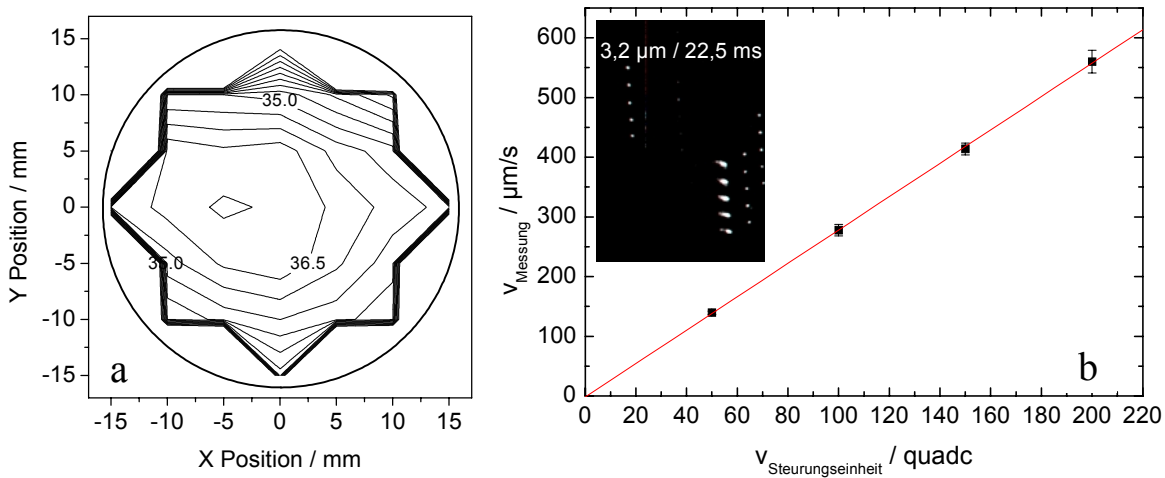 15
10
5
0
-5
-10
-15
Y Position / mm
35.0
35.0
36.5
a
-15 -10 -5 0 5 10 15
X Position / mm
600
500
400
300
200
100
0
v_Messung / µm/s
3,2 µm / 22,5 ms
b
0 20 40 60 80 100 120 140 160 180 200 220
v_Steurungseinheit / quadc